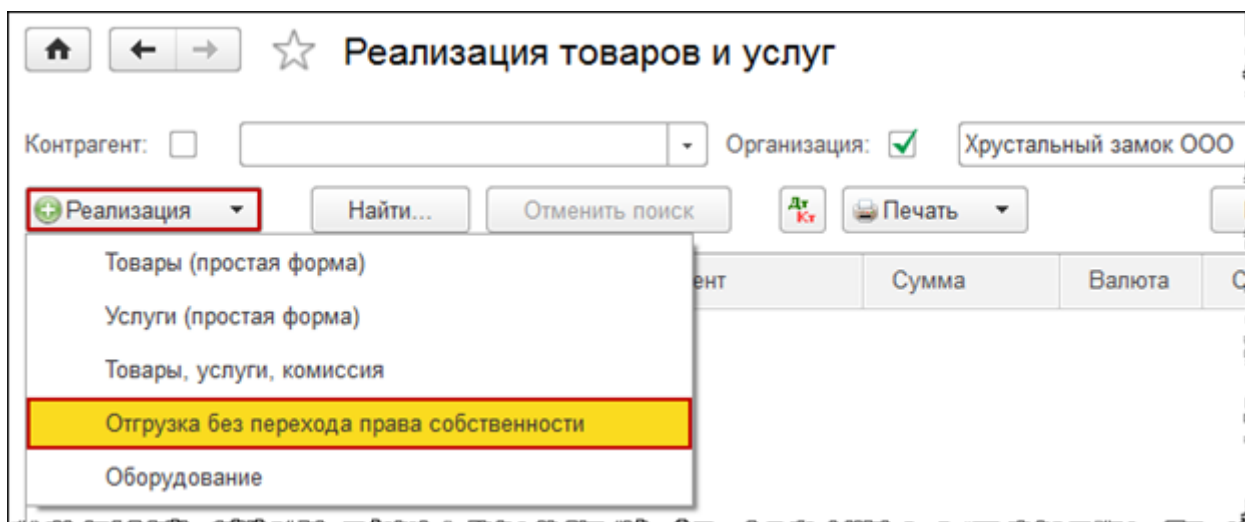 Реализация товаров и услуг
Контрагент: Организация: Хрустальный замок ООО
Реализация Найти... Отменить поиск Дт Кт Печать
Товары (простая форма)
ент Сумма Валюта
Услуги (простая форма)
Товары, услуги, комиссия
Отгрузка без перехода права собственности
Оборудование